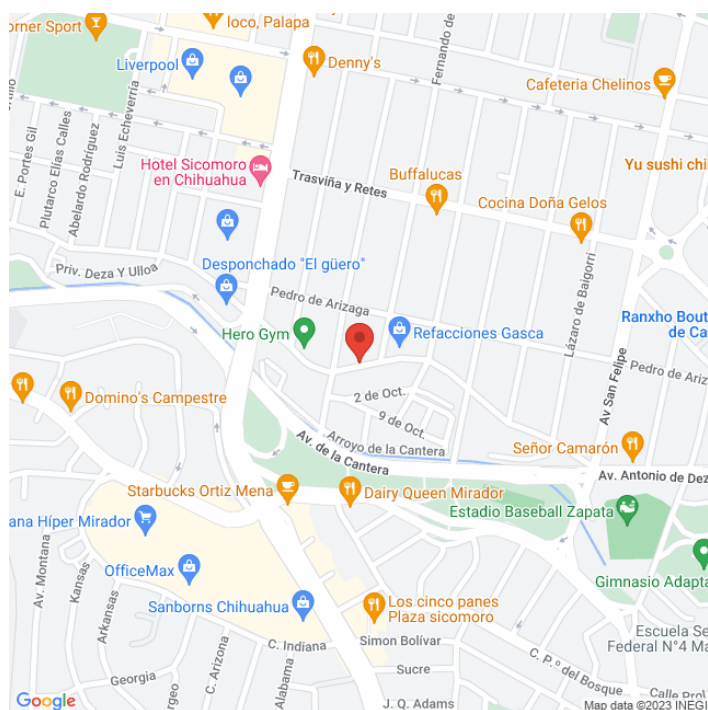 orner Sport
loco, Palapa
Liverpool
Denny's
Fernando de
Cafeteria Chelinos
E. Portes Gil
Plutarco Elías Calles
Abelardo Rodríguez
Luis Echeverría
Hotel Sicomoro
en Chihuahua
Trasviña y Retes
Buffalucas
Yu sushi chi
Cocina Doña Gelos
Desponchado "El güero"
Priv. Deza Y Ulloa
Pedro de Arizaga
Lázaro de Baigorri
Hero Gym
Refacciones Gasca
Ranxho Bout
de Ca
Av San Felipe
Pedro de Ariz
Domino's Campestre
2 de Oct.
9 de Oct.
Arroyo de la Cantera
Av. de la Cantera
Señor Camarón
Av. Antonio de Dez
Starbucks Ortiz Mena
Dairy Queen Mirador
Estadio Baseball Zapata
ana Híper Mirador
OfficeMax
Av. Montana
Kansas
Arkansas
Sanborns Chihuahua
Gimnasio Adapta
Los cinco panes
Plaza sicomoro
Escuela Se
Federal N°4 Ma
C. Indiana
Simon Bolívar
C. Arizona
Alabama
Georgia
Sucre
C. P.º del Bosque
rgeo
J. Q. Adams
Calle Prol
Google
Map data ©2023 INEGI